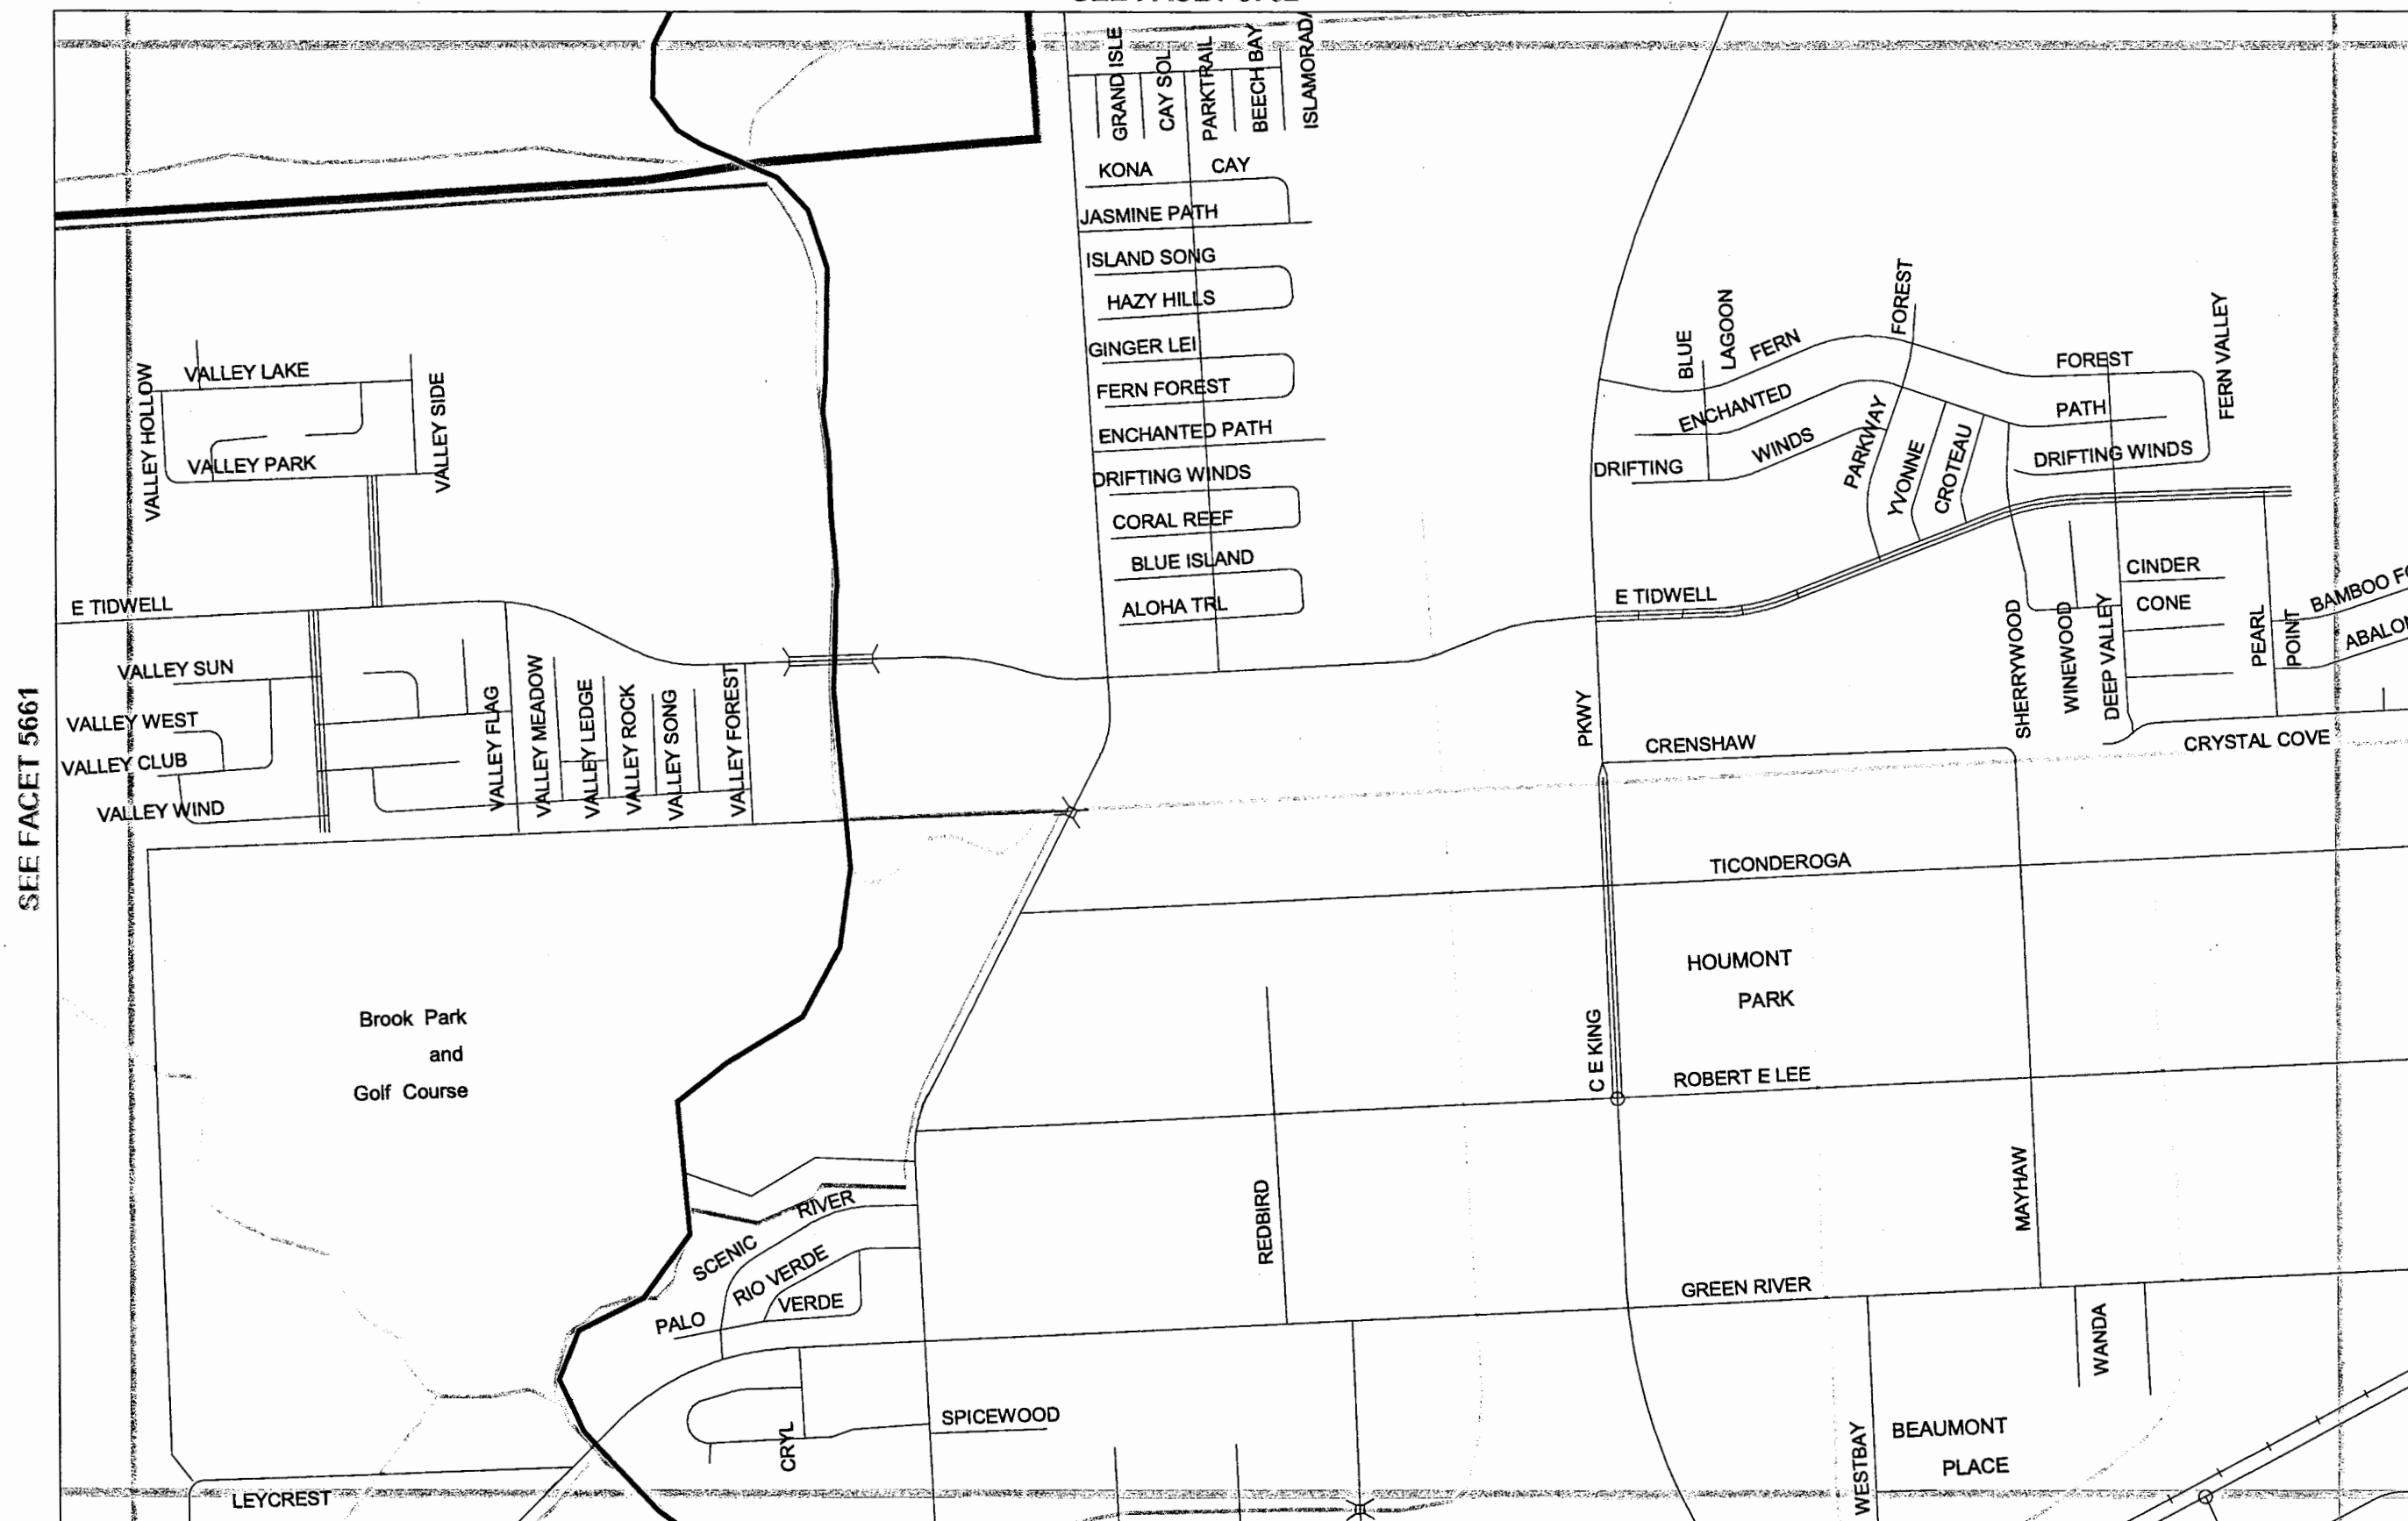 GRAND ISLE
CAY SOL
PARKTRAIL
BEECH BAY
KONA CAY
JASMINE PATH
ISLAND SONG
HAZY HILLS
GINGER LEI
FERN FOREST
ENCHANTED PATH
DRIFTING WINDS
CORAL REEF
BLUE ISLAND
ALOHA TRL
VALLEY HOLLOW
VALLEY LAKE
VALLEY SIDE
VALLEY PARK
E TIDWELL
VALLEY SUN
VALLEY WEST
VALLEY CLUB
VALLEY WIND
VALLEY FLAG
VALLEY MEADOW
VALLEY LEDGE
VALLEY ROCK
VALLEY SONG
VALLEY FOREST
SEE FACET 5661
BLUE
LAGOON
FERN
FOREST
FOREST
FERN VALLEY
ENCHANTED
PATH
DRIFTING
WINDS
PARKWAY
YVONNE
CROTEAU
DRIFTING WINDS
E TIDWELL
SHERRYWOOD
WINEWOOD
DEEP VALLEY
CINDER
CONE
PEARL
POINT
BAMBOO
PKWY
CRENSHAW
CRYSTAL COVE
TICONDEROGA
HOUMONT
PARK
C E KING
ROBERT E LEE
Brook Park
and
Golf Course
REDBIRD
MAYHAW
SCENIC
RIVER
RIO VERDE
PALO
VERDE
GREEN RIVER
WANDA
CRYL
SPICEWOOD
WESTBAY
BEAUMONT
PLACE
LEYCREST